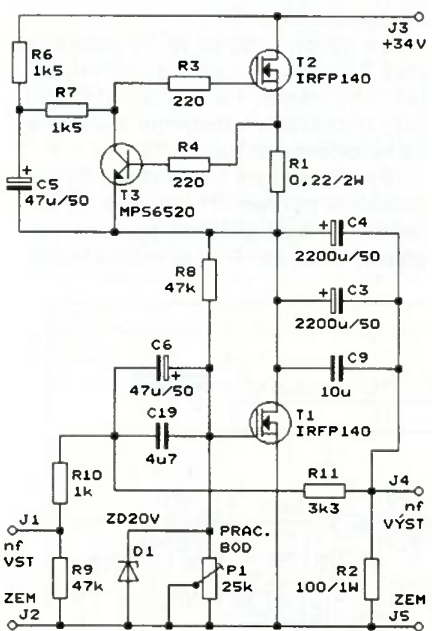 J3
+34V
R6
1k5
R3
220
T2
IRFP140
R7
1k5
R4
220
R1
0,22/2W
C5
47u/50
T3
MPS6520
C4
2200u/50
R8
47k
C3
2200u/50
C6
47u/50
C9
10u
C19
4u7
T1
IRFP140
R10
1k
R11
3k3
J4
nf
VÝST
J1
nf
VST
ZD20V
D1
PRAC.
BOD
P1
25k
R9
47k
R2
100/1W
ZEM
J2
ZEM
J5